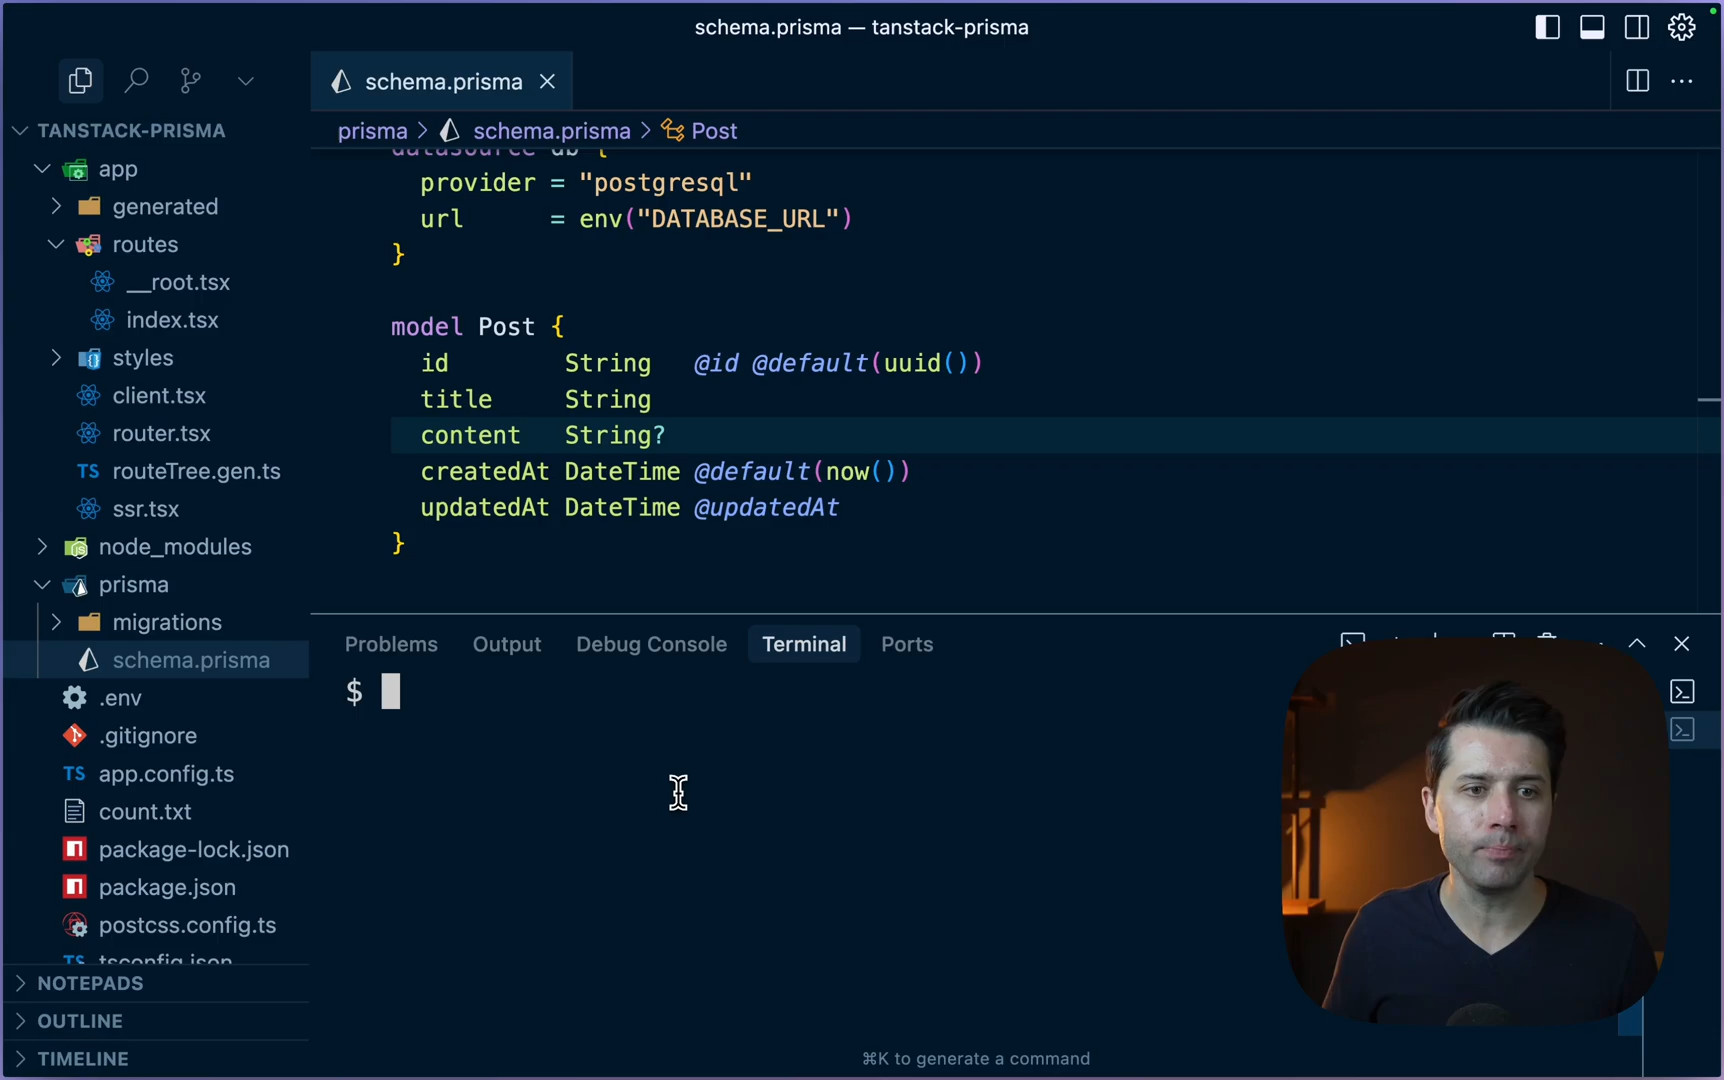 schema.prisma — tanstack-prisma
schema.prisma
TANSTACK-PRISMA
app
generated
routes
__root.tsx
index.tsx
styles
client.tsx
router.tsx
TS routeTree.gen.ts
ssr.tsx
node_modules
prisma
migrations
schema.prisma
.env
.gitignore
TS app.config.ts
count.txt
package-lock.json
package.json
postcss.config.ts
TS tsconfig.json
NOTEPADS
OUTLINE
TIMELINE
prisma > schema.prisma > Post
datasource db {
provider = "postgresql"
url = env("DATABASE_URL")
}
model Post {
id String @id @default(uuid())
title String
content String?
createdAt DateTime @default(now())
updatedAt DateTime @updatedAt
}
Problems Output Debug Console Terminal Ports
$
⌘K to generate a command